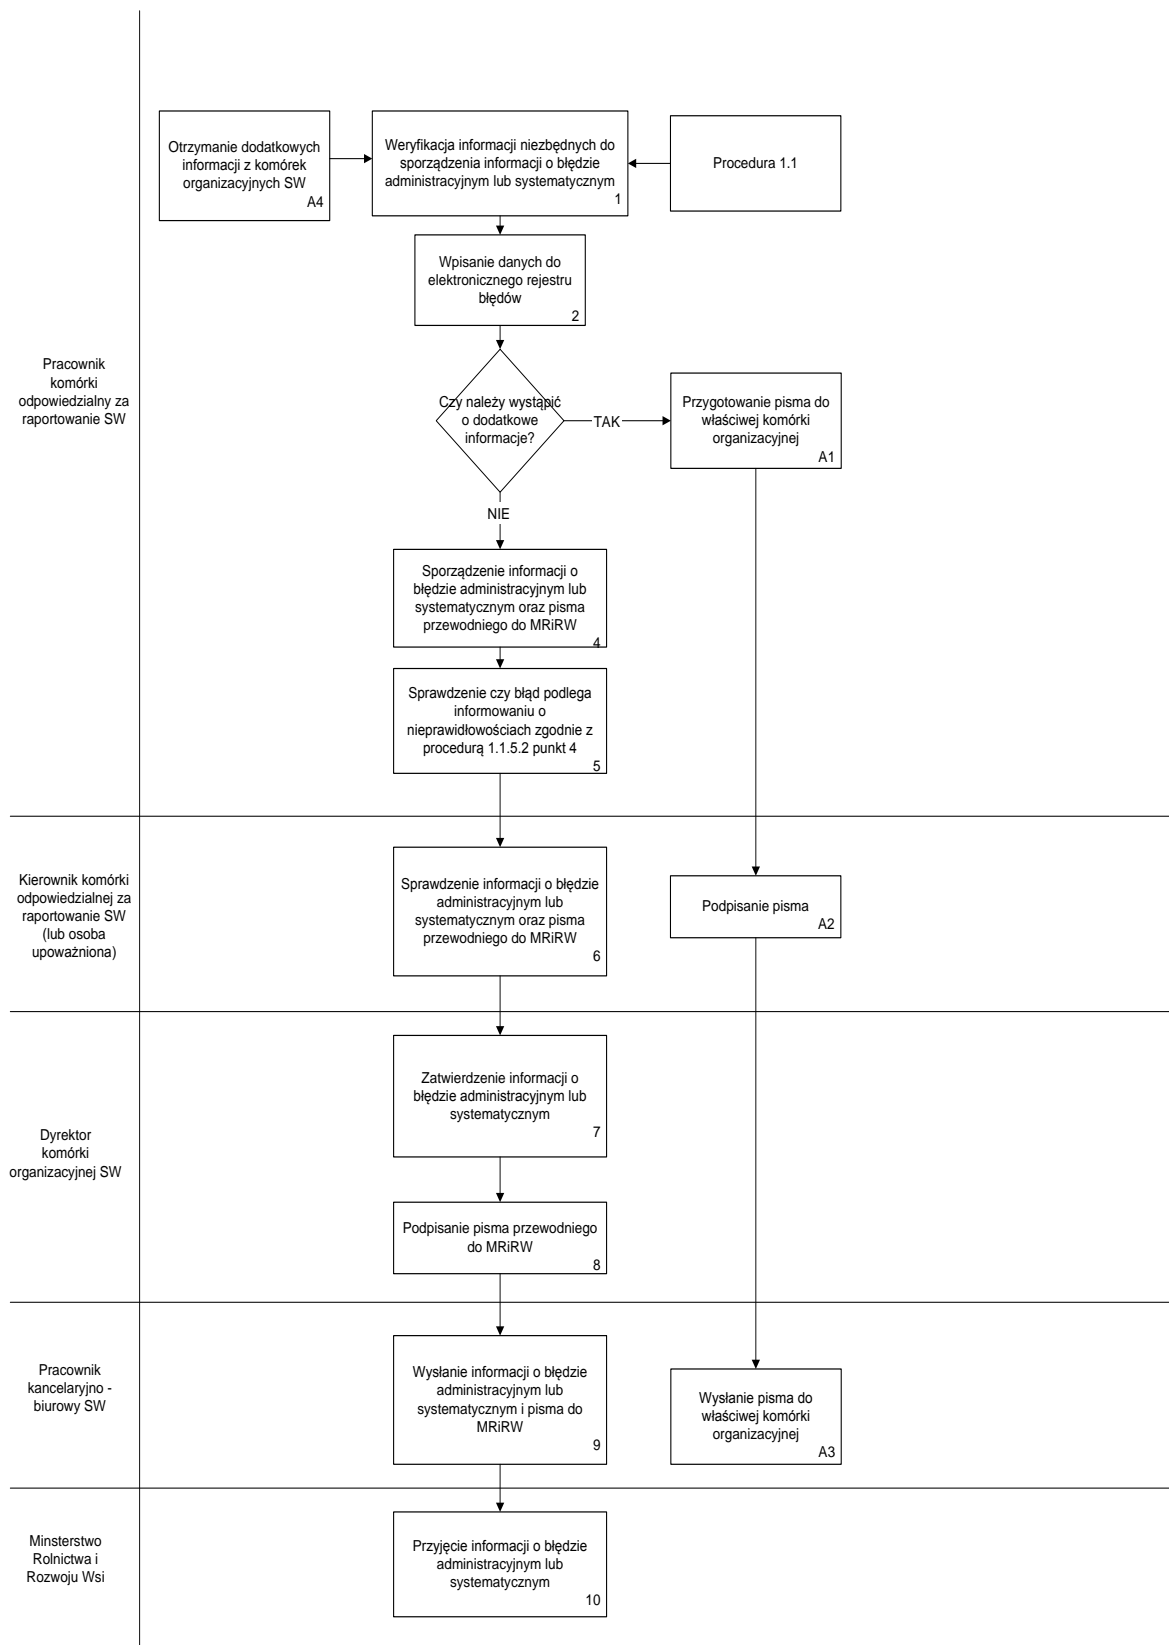 Otrzymanie dodatkowych
informacji z komórek
organizacyjnych SW
A4
Weryfikacja informacji niezbędnych do
sporządzenia informacji o błędzie
administracyjnym lub systematycznym
1
Procedura 1.1
Wpisanie danych do
elektronicznego rejestru
błędów
2
Pracownik
komórki
odpowiedzialny za
raportowanie SW
Czy należy wystąpić
o dodatkowe
informacje?
TAK
Przygotowanie pisma do
właściwej komórki
organizacyjnej
A1
NIE
Sporządzenie informacji o
błędzie administracyjnym lub
systematycznym oraz pisma
przewodniego do MRiRW
4
Sprawdzenie czy błąd podlega
informowaniu o
nieprawidłowościach zgodnie z
procedurą 1.1.5.2 punkt 4
5
Kierownik komórki
odpowiedzialnej za
raportowanie SW
(lub osoba
upoważniona)
Sprawdzenie informacji o błędzie
administracyjnym lub
systematycznym oraz pisma
przewodniego do MRiRW
6
Podpisanie pisma
A2
Dyrektor
komórki
organizacyjnej SW
Zatwierdzenie informacji o
błędzie administracyjnym lub
systematycznym
7
Podpisanie pisma przewodniego
do MRiRW
8
Pracownik
kancelaryjno -
biurowy SW
Wysłanie informacji o błędzie
administracyjnym lub
systematycznym i pisma do
MRiRW
9
Wysłanie pisma do
właściwej komórki
organizacyjnej
A3
Minsterstwo
Rolnictwa i
Rozwoju Wsi
Przyjęcie informacji o błędzie
administracyjnym lub
systematycznym
10